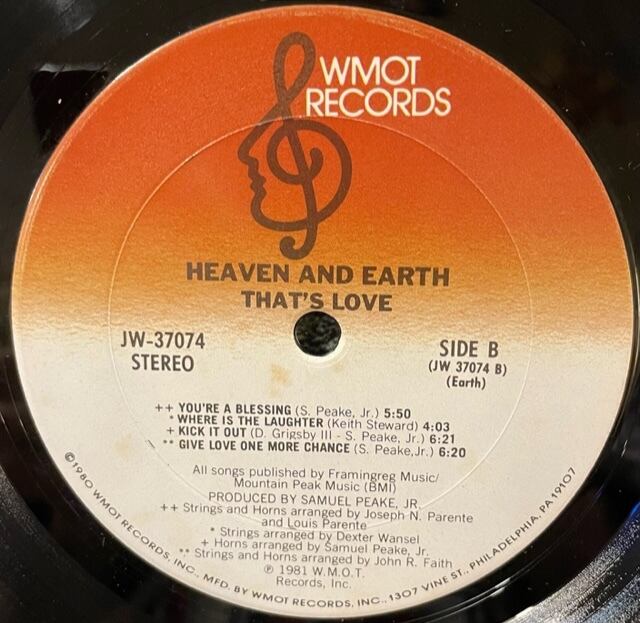 WMOT
RECORDS
HEAVEN AND EARTH
THAT'S LOVE
JW-37074
STEREO
SIDE B
(JW 37074 B)
(Earth)
++ YOU'RE A BLESSING (S. Peake, Jr.) 5:50
* WHERE IS THE LAUGHTER (Keith Steward) 4:03
+ KICK IT OUT (D. Grigsby III - S. Peake, Jr.) 6:21
** GIVE LOVE ONE MORE CHANCE (S. Peake,Jr.) 6:20
All songs published by Framingreg Music/
Mountain Peak Music (BMI)
PRODUCED BY SAMUEL PEAKE, JR.
++ Strings and Horns arranged by Joseph N. Parente
and Louis Parente
* Strings arranged by Dexter Wansel
+ Horns arranged by Samuel Peake, Jr.
** Strings and Horns arranged by John R. Faith
℗ 1981 W.M.O.T.
Records, Inc.
©1980 WMOT RECORDS, INC., MFD. BY WMOT RECORDS, INC., 1307 VINE ST., PHILADELPHIA, PA 19107